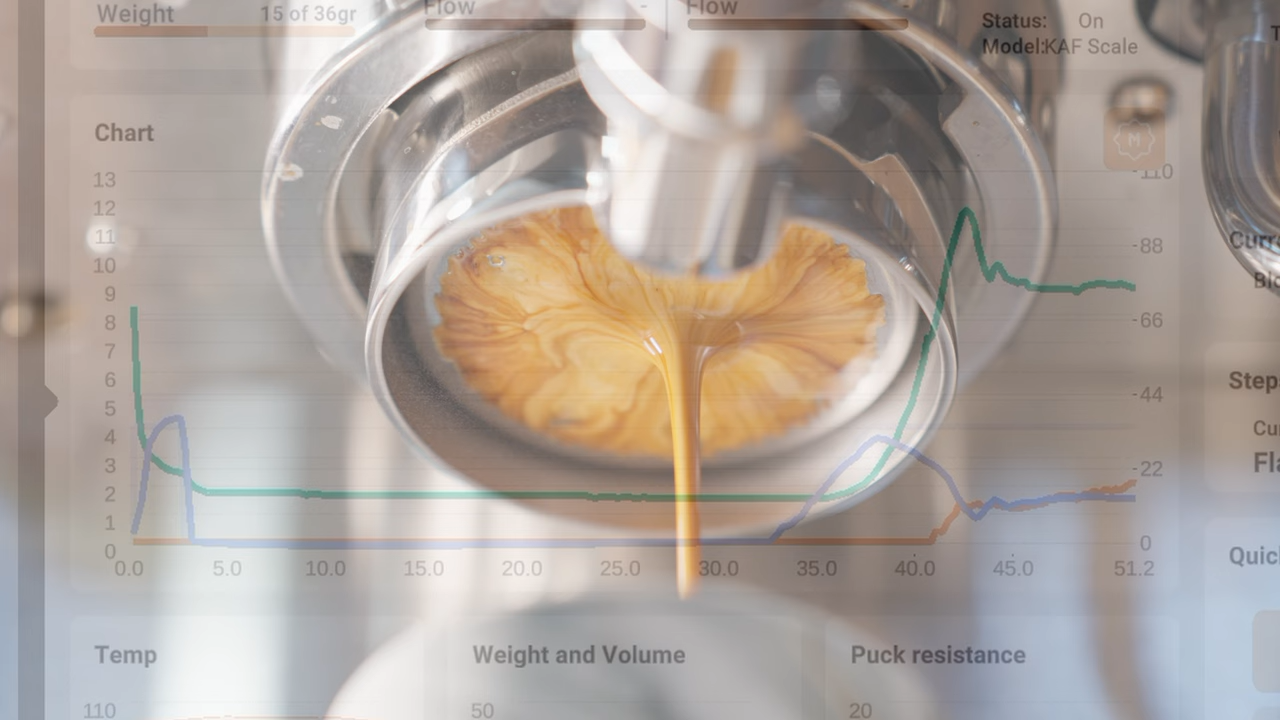 Weight 15 of 36gr
Flow -
Flow
Status: On
Model:KAF Scale
Chart
M
13
12
11
10
9
8
7
6
5
4
3
2
1
0
110
88
66
44
22
0
0.0 5.0 10.0 15.0 20.0 25.0 30.0 35.0 40.0 45.0 51.2
Steps
Quic
Temp
Weight and Volume
Puck resistance
110
50
20